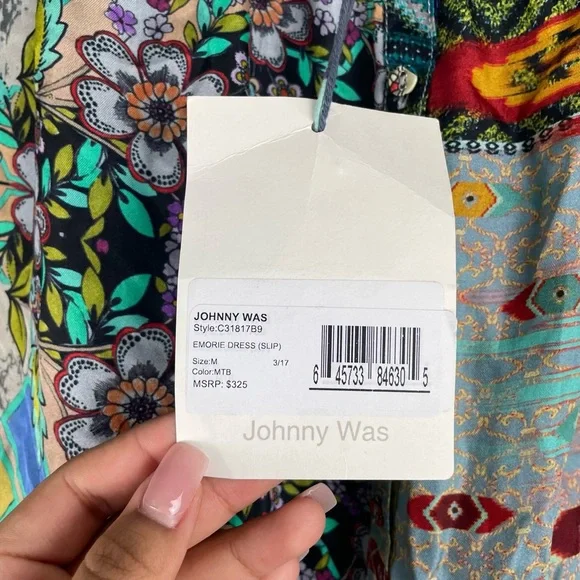 JOHNNY WAS
Style:C31817B9
EMORIE DRESS (SLIP)
Size:M 3/17
Color:MTB
MSRP: $325
6 45733 84630 5
Johnny Was